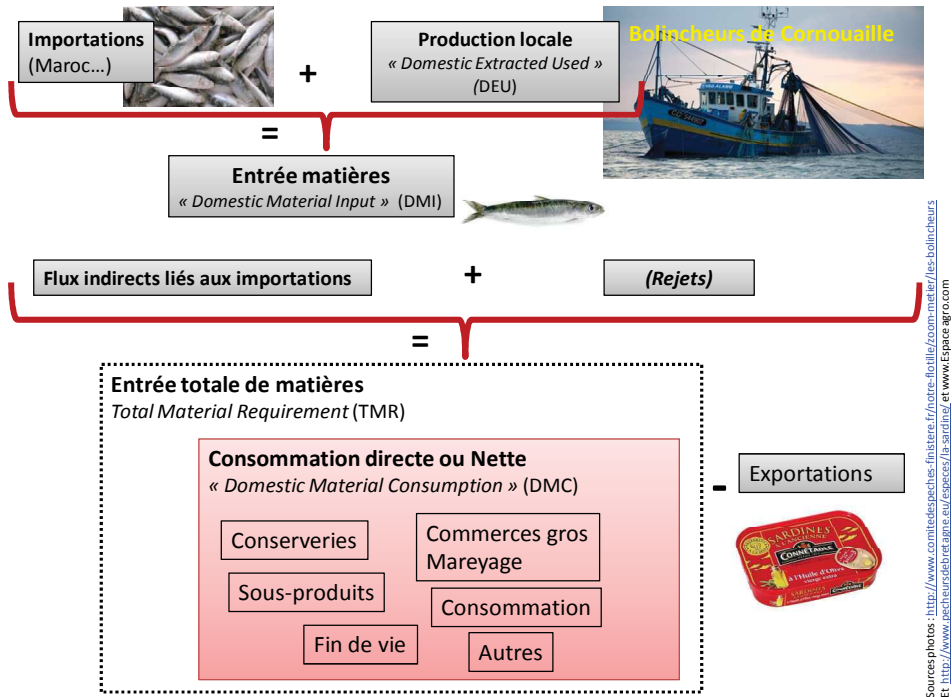 Importations
(Maroc…)
+
Production locale
« Domestic Extracted Used »
(DEU)
Bolincheurs de Cornouaille
=
Entrée matières
« Domestic Material Input » (DMI)
Flux indirects liés aux importations
+
(Rejets)
=
Entrée totale de matières
Total Material Requirement (TMR)
Consommation directe ou Nette
« Domestic Material Consumption » (DMC)
Conserveries
Commerces gros
Mareyage
Sous-produits
Consommation
Fin de vie
Autres
-
Exportations
SARDINES
À L'ANCIENNE
CONNÉTABLE
à l'Huile d'Olive
vierge extra
Sources photos : http://www.comitedespeches-finistere.fr/notre-flotille/zoom-metier/les-bolincheurs
Et http://www.pecheursdebretagne.eu/especes/la-sardine/ et www.Espace agro.com